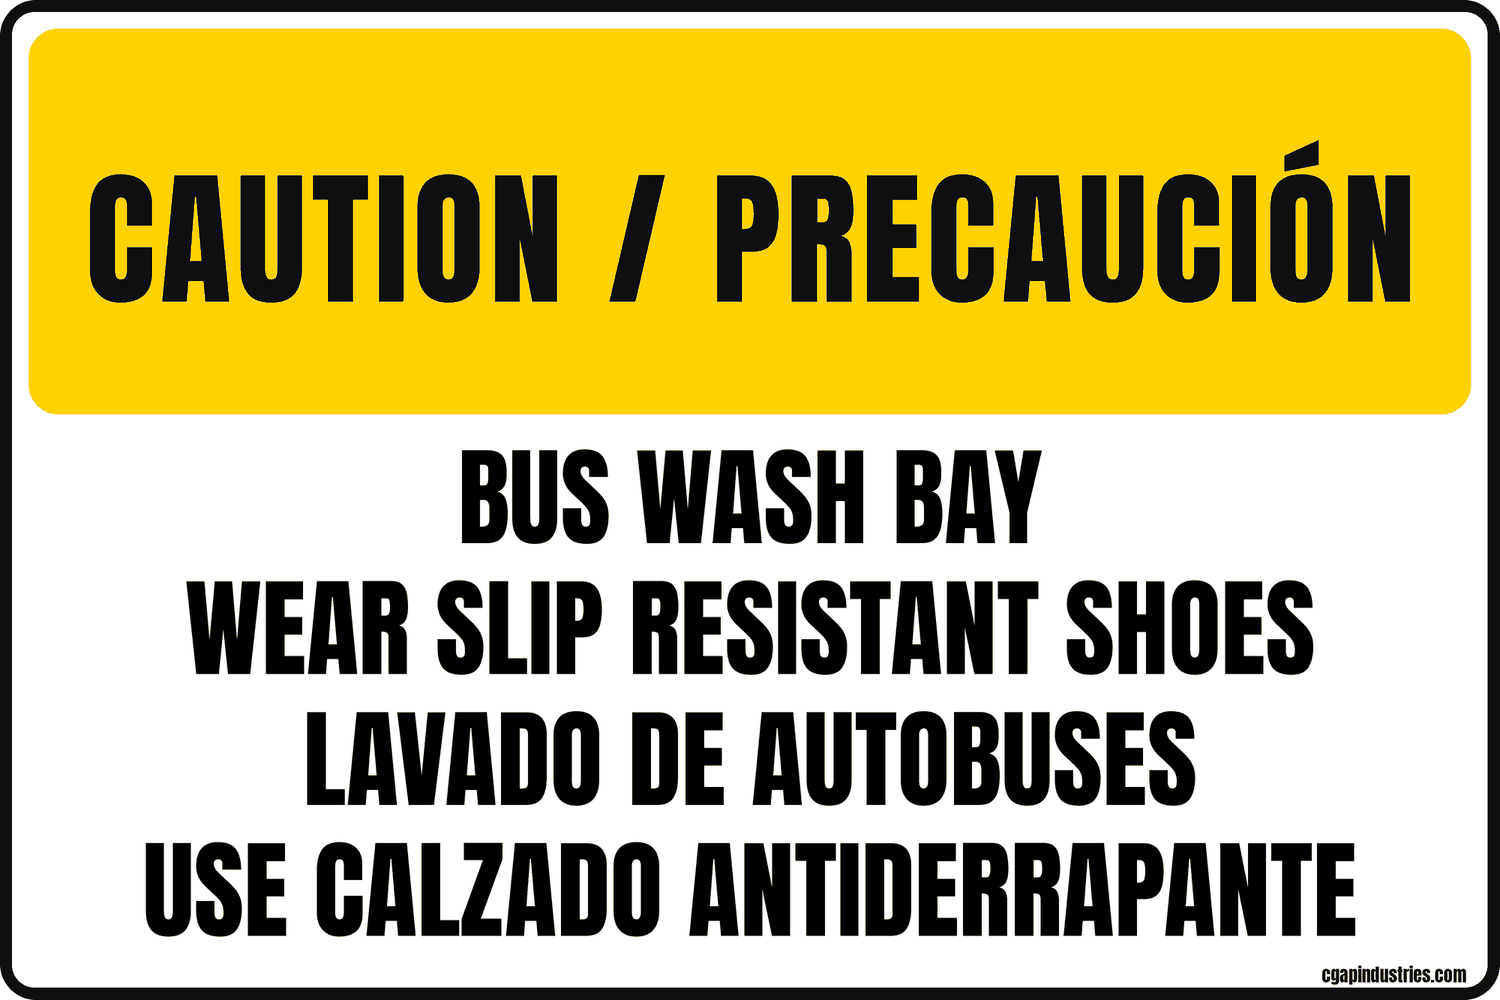 CAUTION / PRECAUCIÓN
BUS WASH BAY
WEAR SLIP RESISTANT SHOES
LAVADO DE AUTOBUSES
USE CALZADO ANTIDERRAPANTE
cgapindustries.com